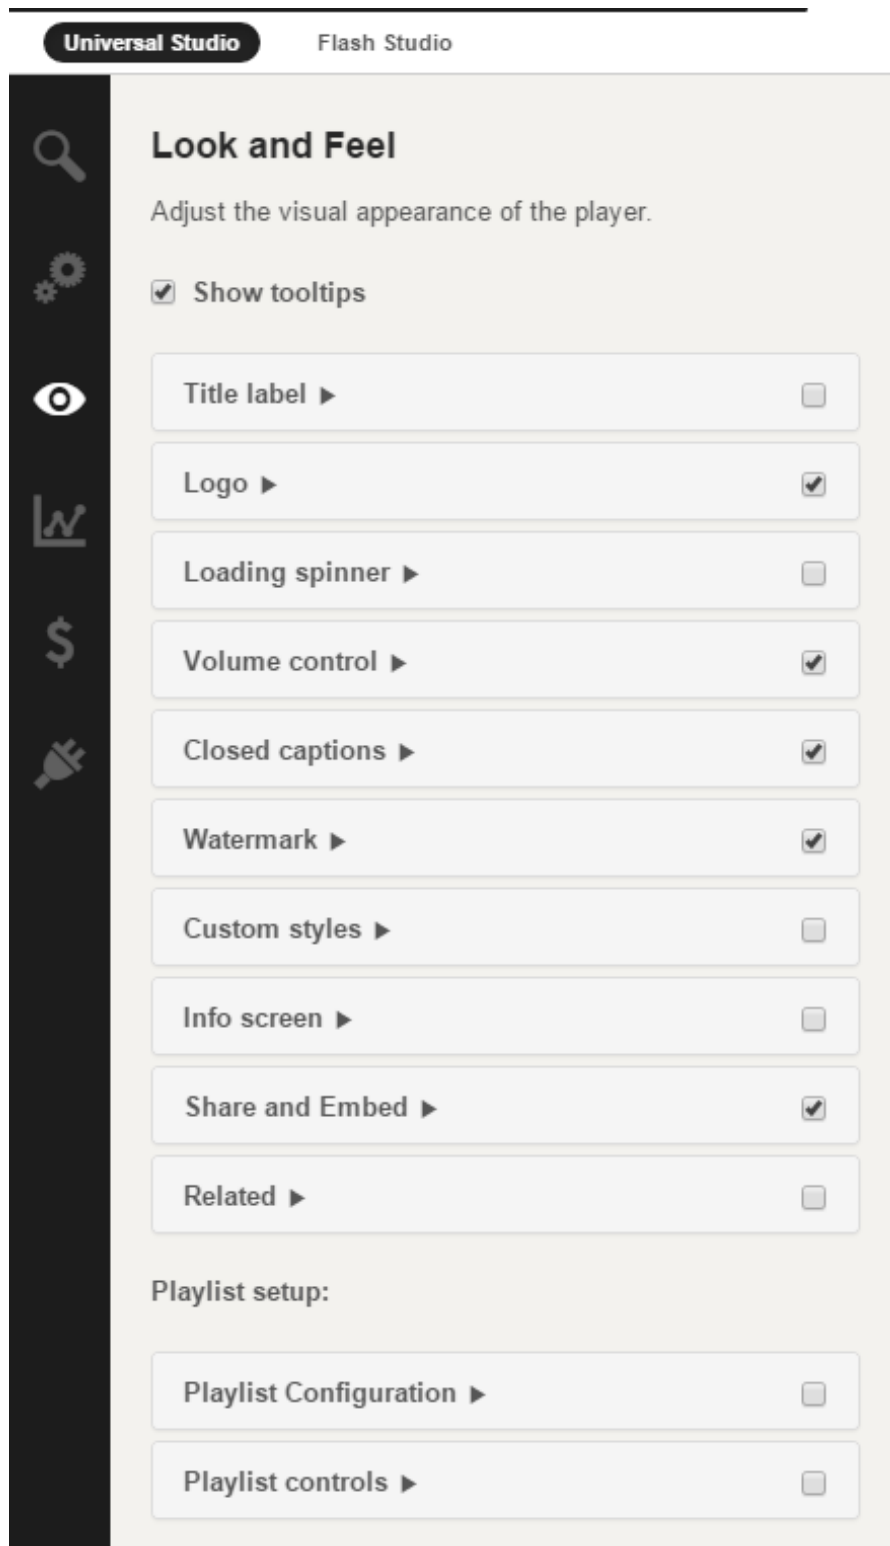 Universal Studio Flash Studio
Look and Feel
Adjust the visual appearance of the player.
Show tooltips
Title label
Logo
Loading spinner
Volume control
Closed captions
Watermark
Custom styles
Info screen
Share and Embed
Related
Playlist setup:
Playlist Configuration
Playlist controls